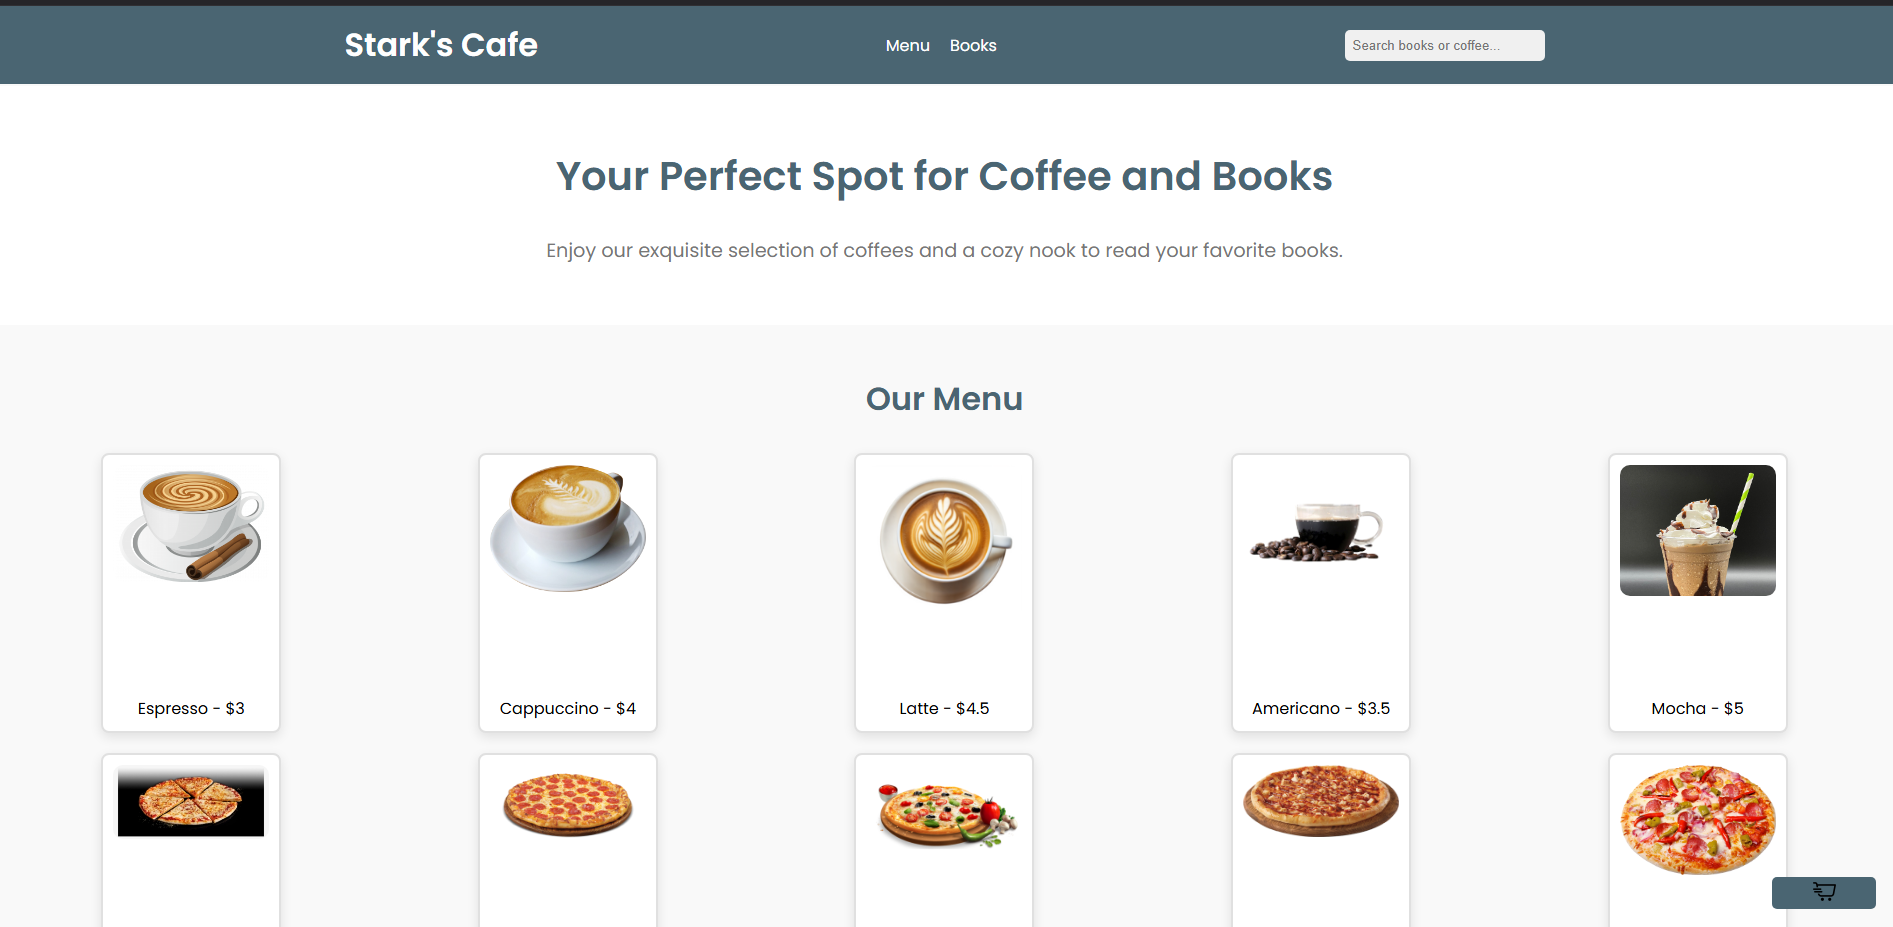 Stark's Cafe
Menu Books
Search books or coffee...
Your Perfect Spot for Coffee and Books
Enjoy our exquisite selection of coffees and a cozy nook to read your favorite books.
Our Menu
Espresso - $3
Cappuccino - $4
Latte - $4.5
Americano - $3.5
Mocha - $5